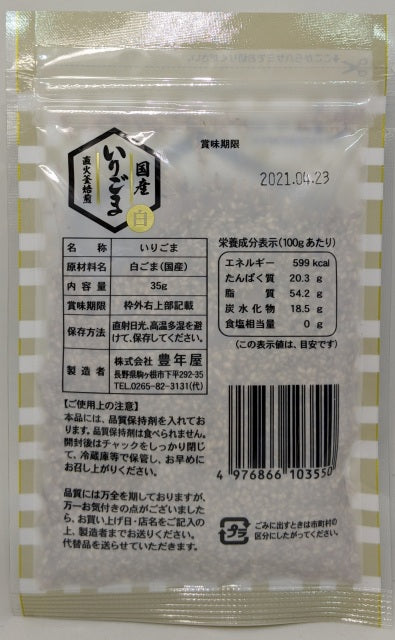 国産
いりごま
直火釜焙煎
白
賞味期限
2021.04.23
名　　称 いりごま
原材料名 白ごま(国産)
内 容 量 35g
賞味期限 枠外右上部記載
保存方法 直射日光、高温多湿を避
けて、保存してください。
製 造 者 株式会社 豊年屋
長野県駒ヶ根市下平292-35
TEL.0265-82-3131(代)
栄養成分表示(100gあたり)
エネルギー 599 kcal
たんぱく質 20.3 g
脂　　質 54.2 g
炭水化物 18.5 g
食塩相当量 0 g
(この表示値は、目安です)
【ご使用上の注意】
本品には、品質保持剤を入れてお
ります。品質保持剤は食べられません。
開封後はチャックをしっかり閉じ
て、冷蔵庫等で保管し、お早めに
お召し上がりください。
品質には万全を期しておりますが、
万一お気付きの点がございました
ら、お買い上げ日・店名をご記入の
上、製造者までお送りください。
代替品を送らせていただきます。
4 976866 103550
プラ
ごみに出すときは市町村の
区分にしたがってください。